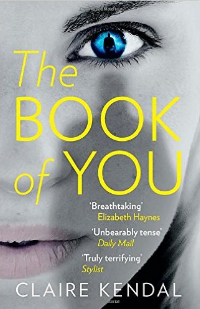 The
BOOK
of YOU
'Breathtaking'
Elizabeth Haynes
'Unbearably tense'
Daily Mail
'Truly terrifying'
Stylist
CLAIRE KENDAL